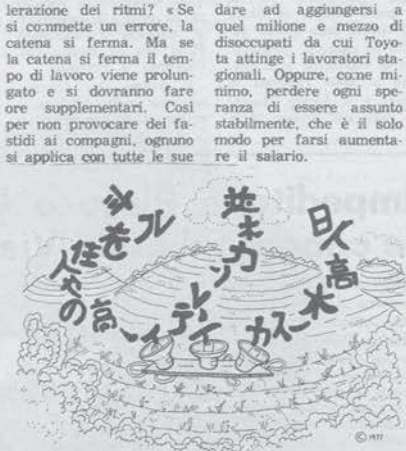 lerazione dei ritmi? « Se
si commette un errore, la
catena si ferma. Ma se
la catena si ferma il tem-
po di lavoro viene prolun-
gato e si dovranno fare
ore supplementari. Così
per non provocare dei fa-
stidi ai compagni, ognuno
si applica con tutte le sue
dare ad aggiungersi a
quel milione e mezzo di
disoccupati da cui Toyo-
ta attinge i lavoratori sta-
gionali. Oppure, come mi-
nimo, perdere ogni spe-
ranza di essere assunto
stabilmente, che è il solo
modo per farsi aumenta-
re il salario.
© 1977